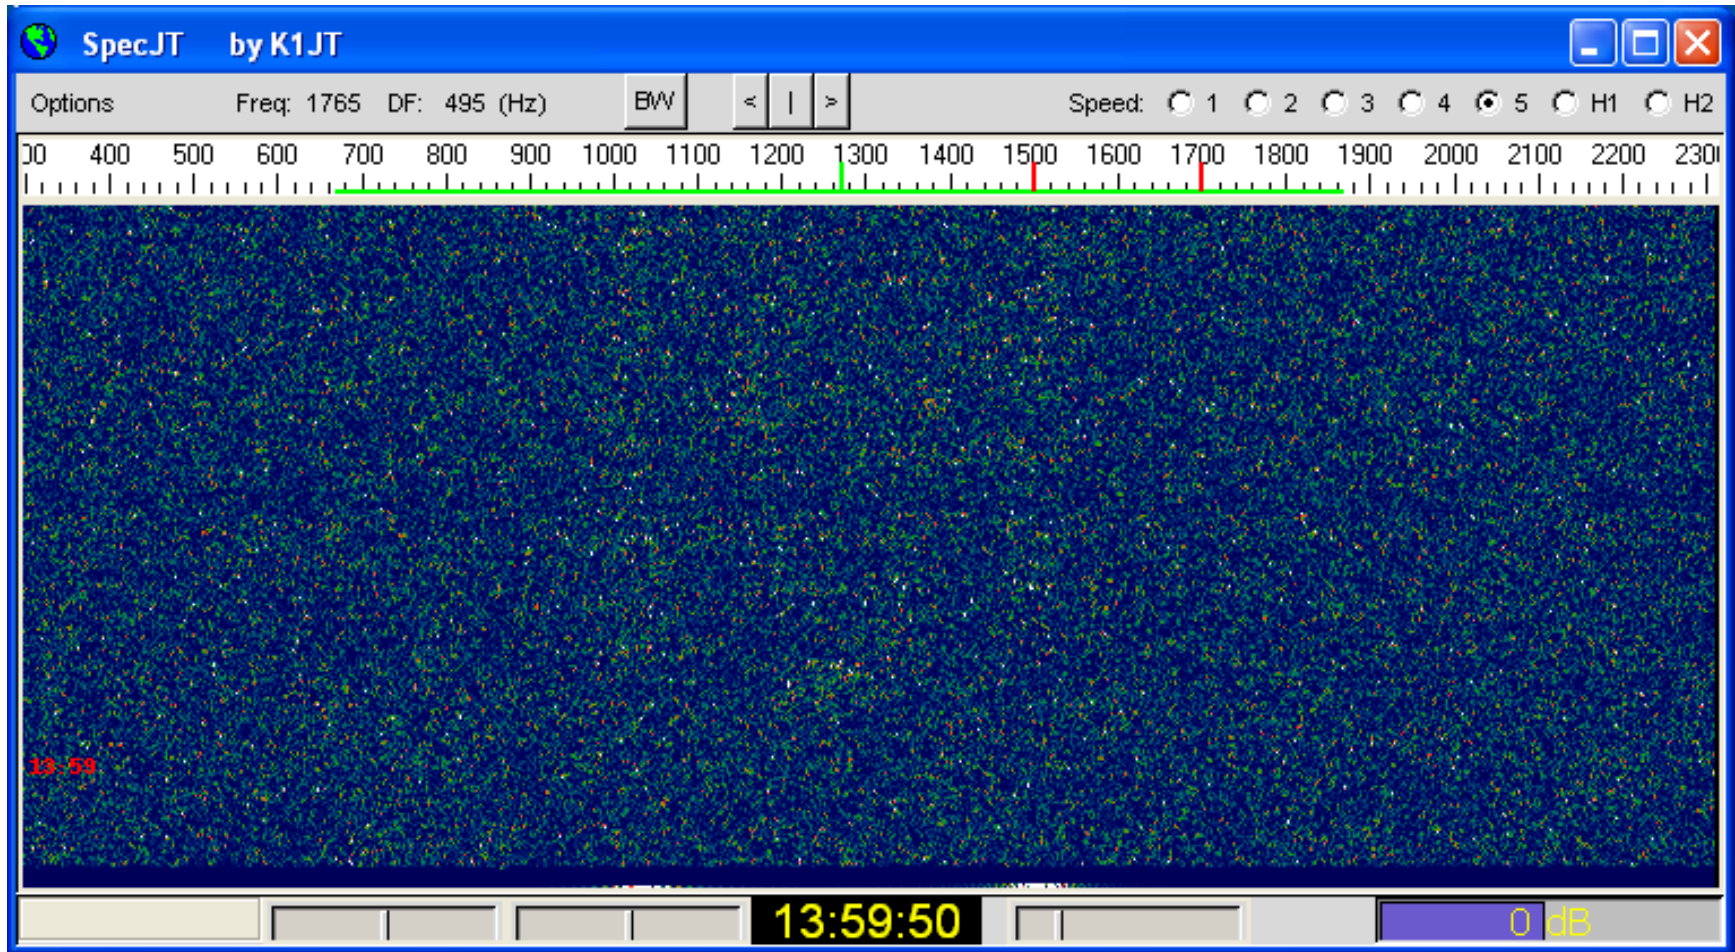 SpecJT by K1JT
Options Freq: 1765 DF: 495 (Hz) BW < | > Speed: 1 2 3 4 5 H1 H2
00 400 500 600 700 800 900 1000 1100 1200 1300 1400 1500 1600 1700 1800 1900 2000 2100 2200 230
13:59
13:59:50 0 dB